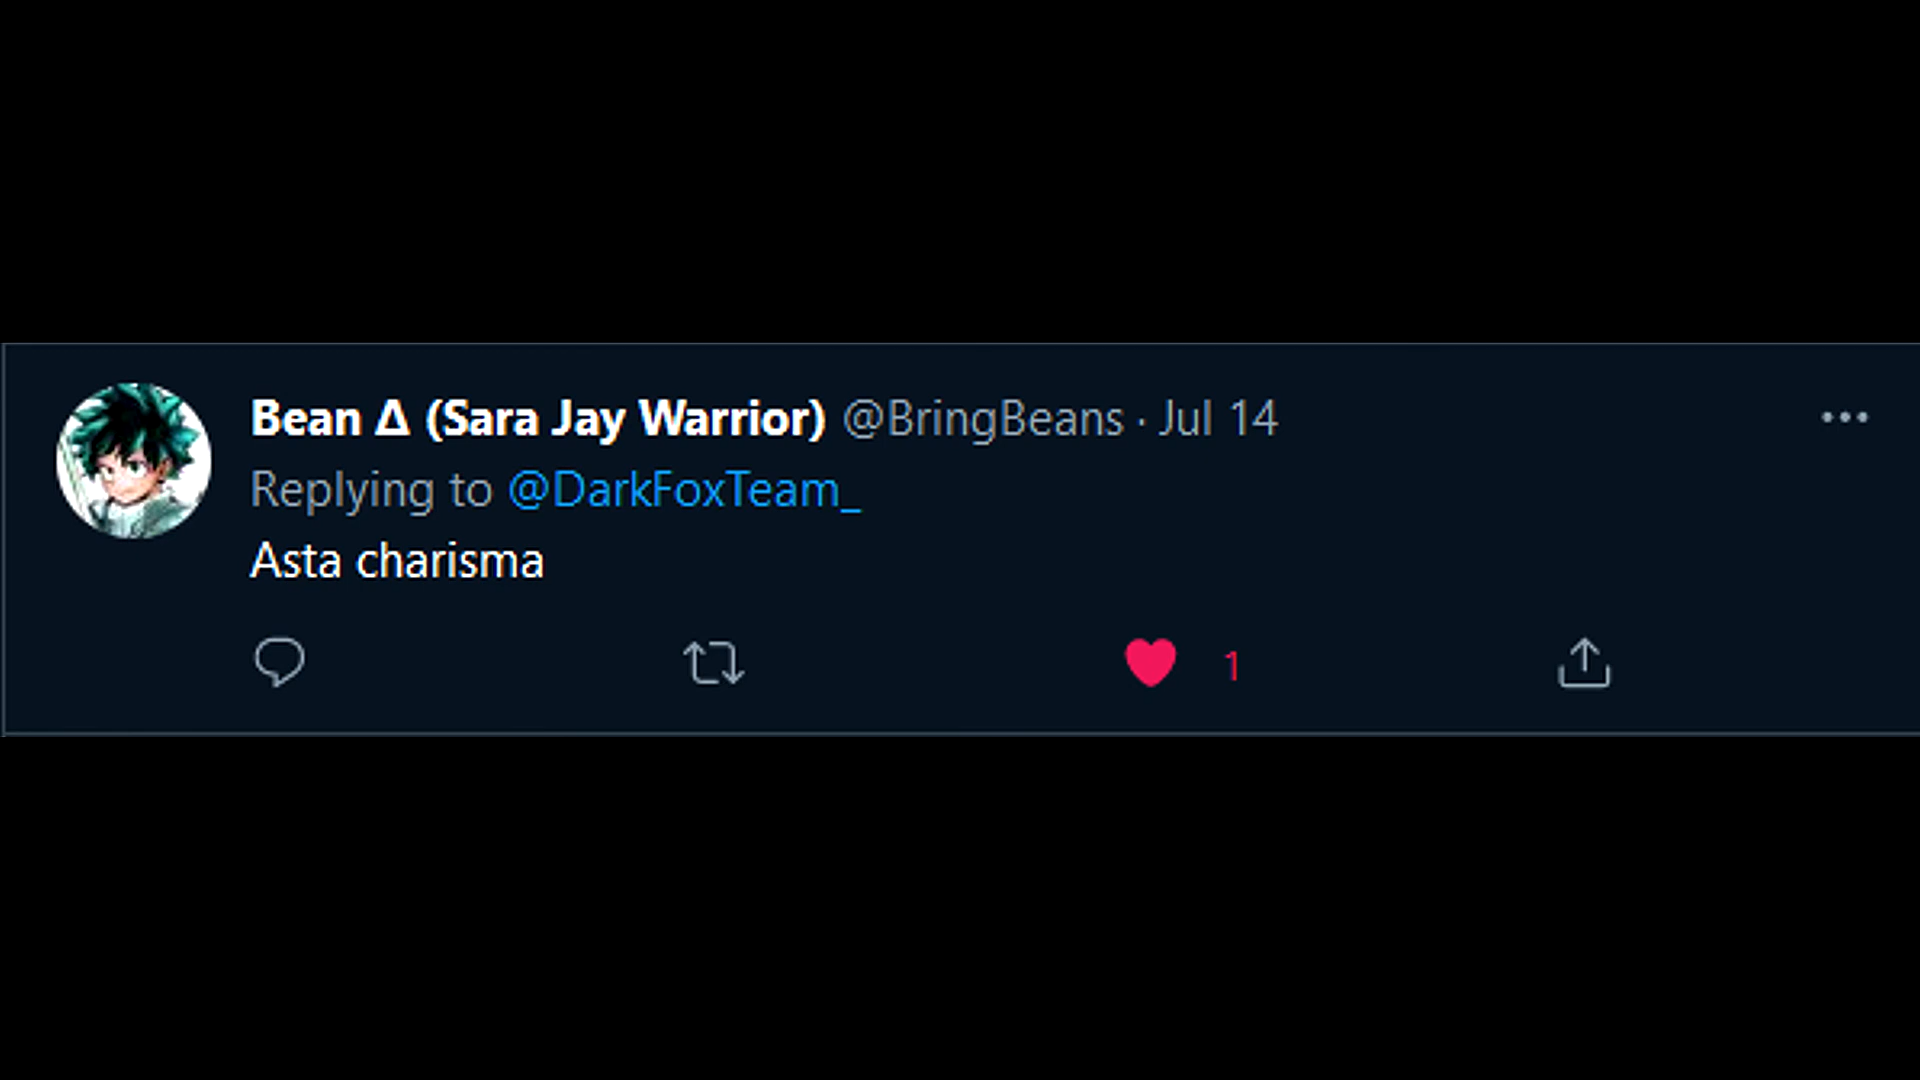 Bean Δ (Sara Jay Warrior) @BringBeans · Jul 14
Replying to @DarkFoxTeam_
Asta charisma
1